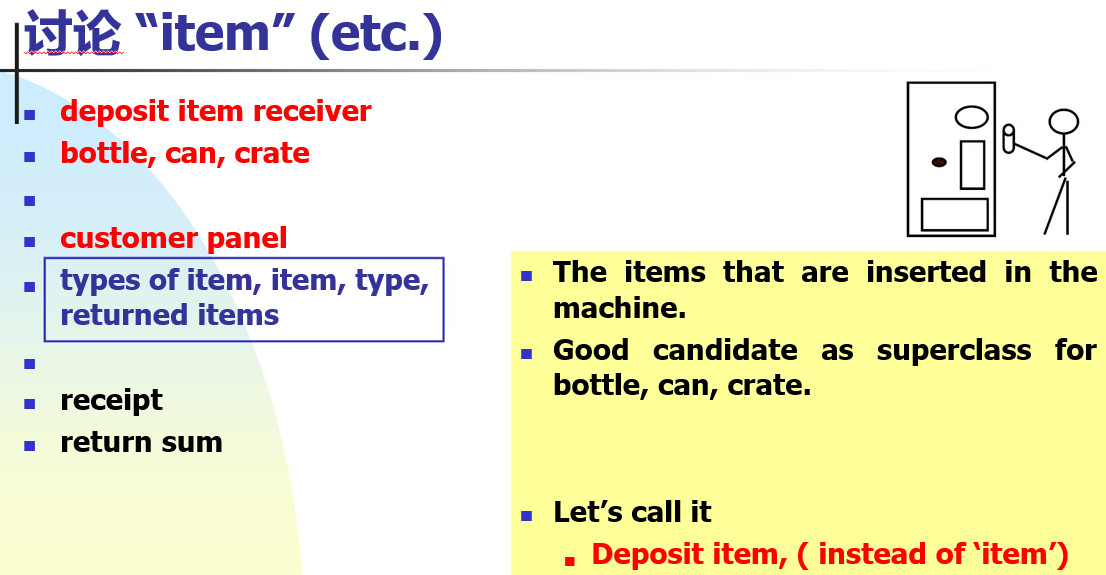 讨论 “item” (etc.)
deposit item receiver
bottle, can, crate
customer panel
types of item, item, type,
returned items
receipt
return sum
The items that are inserted in the
machine.
Good candidate as superclass for
bottle, can, crate.
Let’s call it
Deposit item, ( instead of ‘item’)